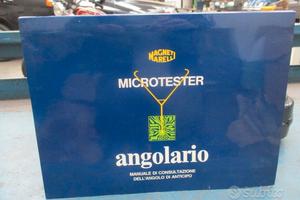 MAGNETI
MARELLI
MICROTESTER
angolario
MANUALE DI CONSULTAZIONE
DELL'ANGOLO DI ANTICIPO
subito